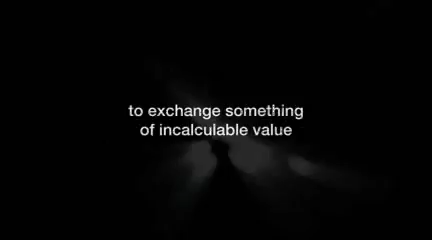 to exchange something
of incalculable value